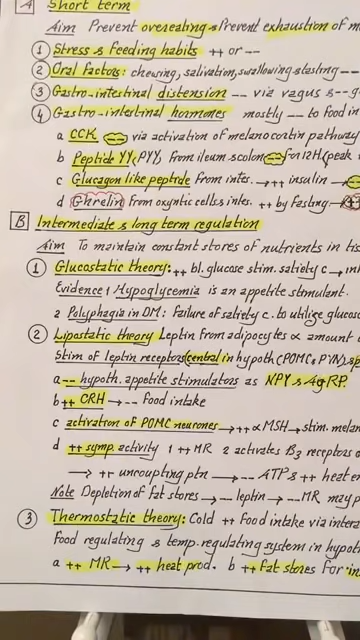 A Short term
Aim Prevent overeating & Prevent exhaustion of m
1 Stress & feeding habits ++ or --
2 Oral factors: chewing, salivation, swallowing & tasting --
3 Gastro-intestinal distension -- via vagus &
4 Gastro-intestinal hormones mostly -- to food in
a CCK -- via activation of melanocortin pathway
b Peptide YY (PYY) from ileum & colon -- for 12H (peak
c Glucagon like peptide from intes. → ++ insulin --
d Ghrelin from oxyntic cells & intes. ++ by fasting → ++
B Intermediate & long term regulation
Aim To maintain constant stores of nutrients in tis
1 Glucostatic theory: ++ bl. glucose stim. satiety c → in
Evidence 1 Hypoglycemia is an appetite stimulant.
2 Polyphagia in DM: failure of satiety c. to utilize gluco
2 Lipostatic theory Leptin from adipocytes ∝ amount
Stim of leptin receptors (central in hypoth (POMC & PVN) & p
a -- hypoth. appetite stimulators as NPY & AgRP.
b ++ CRH → -- food intake
c activation of POMC neurones → ++ αMSH → stim. melan
d ++ symp. activity 1 ++ MR 2 activates B3 receptors o
→ ++ uncoupling ptn → -- ATPs ++ heat
Note Depletion of fat stores → -- leptin → -- MR may p
3 Thermostatic theory: Cold ++ food intake via intera
food regulating & temp. regulating system in hypoth
a ++ MR → ++ heat prod. b ++ fat stores for in